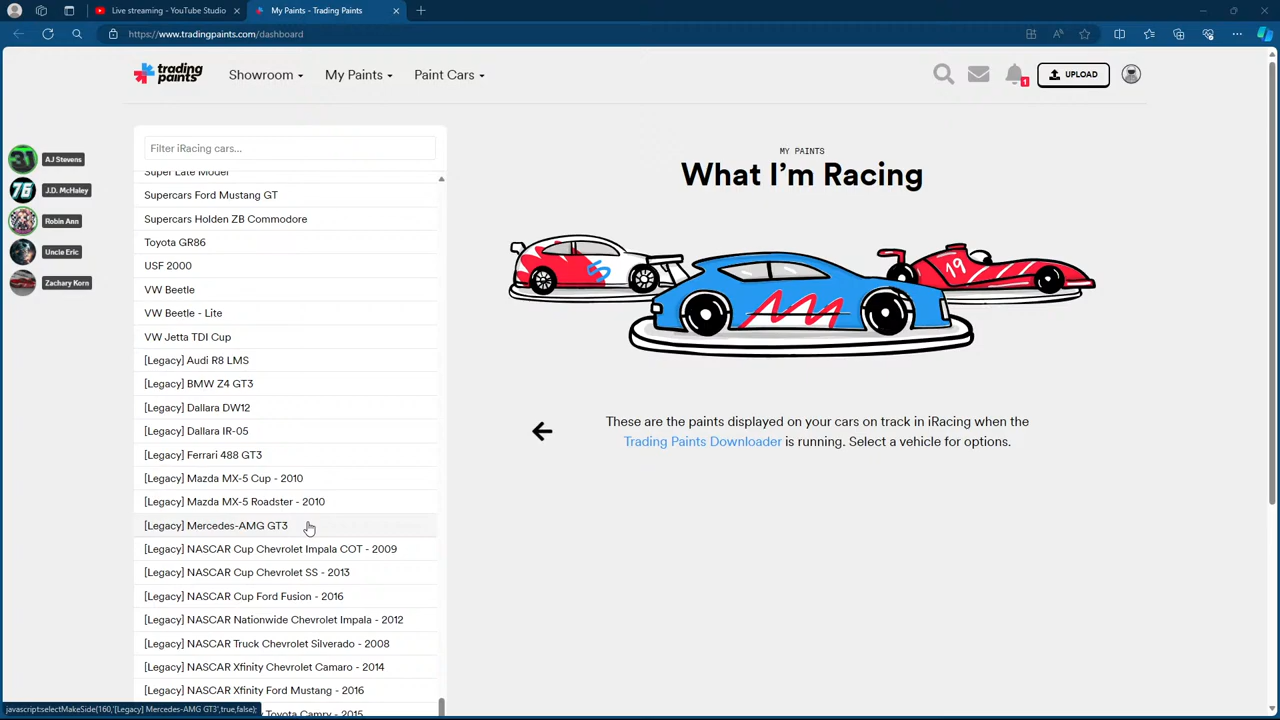 Live streaming - YouTube Studio
My Paints - Trading Paints
https://www.tradingpaints.com/dashboard
trading paints
Showroom
My Paints
Paint Cars
1
UPLOAD
Filter iRacing cars...
Super Late Model
Supercars Ford Mustang GT
Supercars Holden ZB Commodore
Toyota GR86
USF 2000
VW Beetle
VW Beetle - Lite
VW Jetta TDI Cup
[Legacy] Audi R8 LMS
[Legacy] BMW Z4 GT3
[Legacy] Dallara DW12
[Legacy] Dallara IR-05
[Legacy] Ferrari 488 GT3
[Legacy] Mazda MX-5 Cup - 2010
[Legacy] Mazda MX-5 Roadster - 2010
[Legacy] Mercedes-AMG GT3
[Legacy] NASCAR Cup Chevrolet Impala COT - 2009
[Legacy] NASCAR Cup Chevrolet SS - 2013
[Legacy] NASCAR Cup Ford Fusion - 2016
[Legacy] NASCAR Nationwide Chevrolet Impala - 2012
[Legacy] NASCAR Truck Chevrolet Silverado - 2008
[Legacy] NASCAR Xfinity Chevrolet Camaro - 2014
[Legacy] NASCAR Xfinity Ford Mustang - 2016
Toyota Camry - 2015
javascript:selectMakeSide(160,'[Legacy] Mercedes-AMG GT3',true,false);
31
AJ Stevens
76
J.D. McHaley
Robin Ann
Uncle Eric
Zachary Korn
MY PAINTS
What I'm Racing
19
These are the paints displayed on your cars on track in iRacing when the
Trading Paints Downloader is running. Select a vehicle for options.